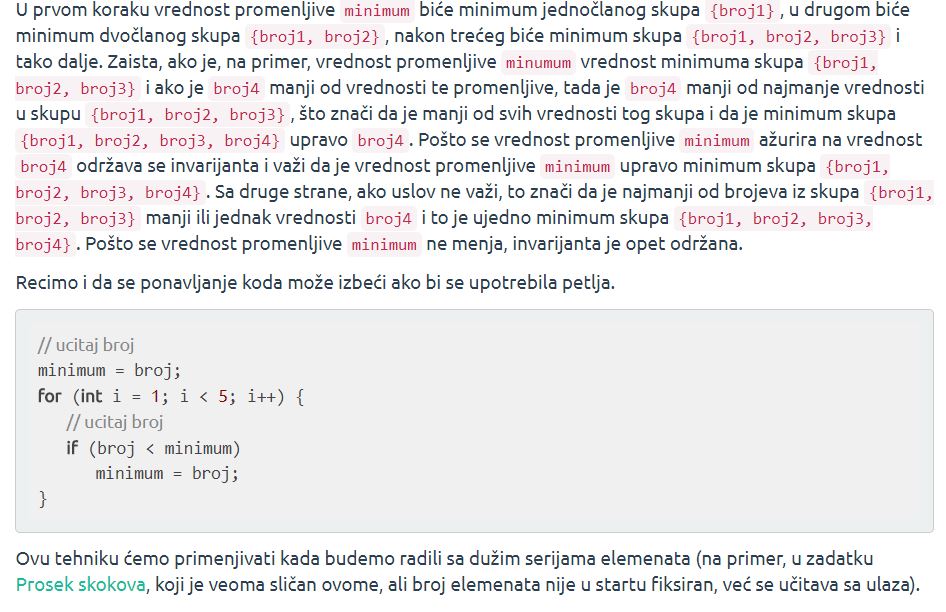 U prvom koraku vrednost promenljive minimum biće minimum jednočlanog skupa {broj1} , u drugom biće
minimum dvočlanog skupa {broj1, broj2} , nakon trećeg biće minimum skupa {broj1, broj2, broj3} i
tako dalje. Zaista, ako je, na primer, vrednost promenljive minumum vrednost minimuma skupa {broj1,
broj2, broj3} i ako je broj4 manji od vrednosti te promenljive, tada je broj4 manji od najmanje vrednosti
u skupu {broj1, broj2, broj3} , što znači da je manji od svih vrednosti tog skupa i da je minimum skupa
{broj1, broj2, broj3, broj4} upravo broj4 . Pošto se vrednost promenljive minimum ažurira na vrednost
broj4 održava se invarijanta i važi da je vrednost promenljive minimum upravo minimum skupa {broj1,
broj2, broj3, broj4} . Sa druge strane, ako uslov ne važi, to znači da je najmanji od brojeva iz skupa {broj1,
broj2, broj3} manji ili jednak vrednosti broj4 i to je ujedno minimum skupa {broj1, broj2, broj3,
broj4} . Pošto se vrednost promenljive minimum ne menja, invarijanta je opet održana.
Recimo i da se ponavljanje koda može izbeći ako bi se upotrebila petlja.
// ucitaj broj
minimum = broj;
for (int i = 1; i < 5; i++) {
// ucitaj broj
if (broj < minimum)
minimum = broj;
}
Ovu tehniku ćemo primenjivati kada budemo radili sa dužim serijama elemenata (na primer, u zadatku
Prosek skokova, koji je veoma sličan ovome, ali broj elemenata nije u startu fiksiran, već se učitava sa ulaza).